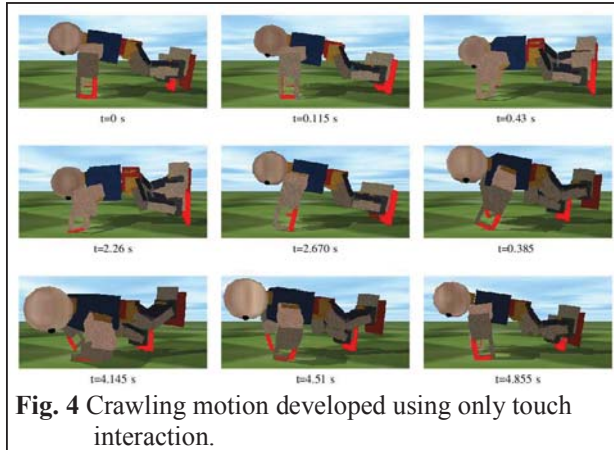 t=0 s t=0.115 s t=0.43 s
t=2.26 s t=2.670 s t=0.385
t=4.145 s t=4.51 s t=4.855 s
Fig. 4 Crawling motion developed using only touch
interaction.